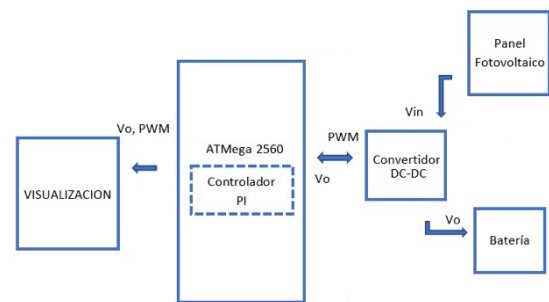 Panel
Fotovoltaico
Vin
Vo, PWM
ATMega 2560
PWM
VISUALIZACION
Controlador
PI
Vo
Convertidor
DC-DC
Vo
Batería